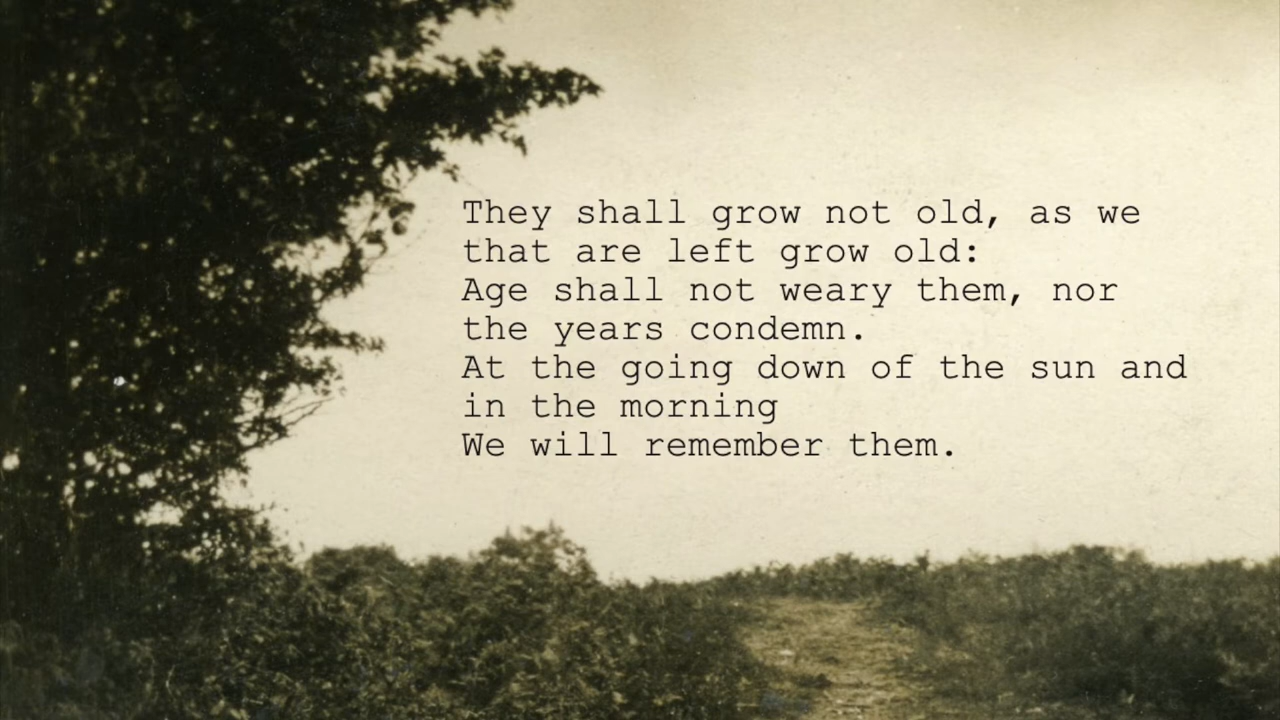 They shall grow not old, as we
that are left grow old:
Age shall not weary them, nor
the years condemn.
At the going down of the sun and
in the morning
We will remember them.